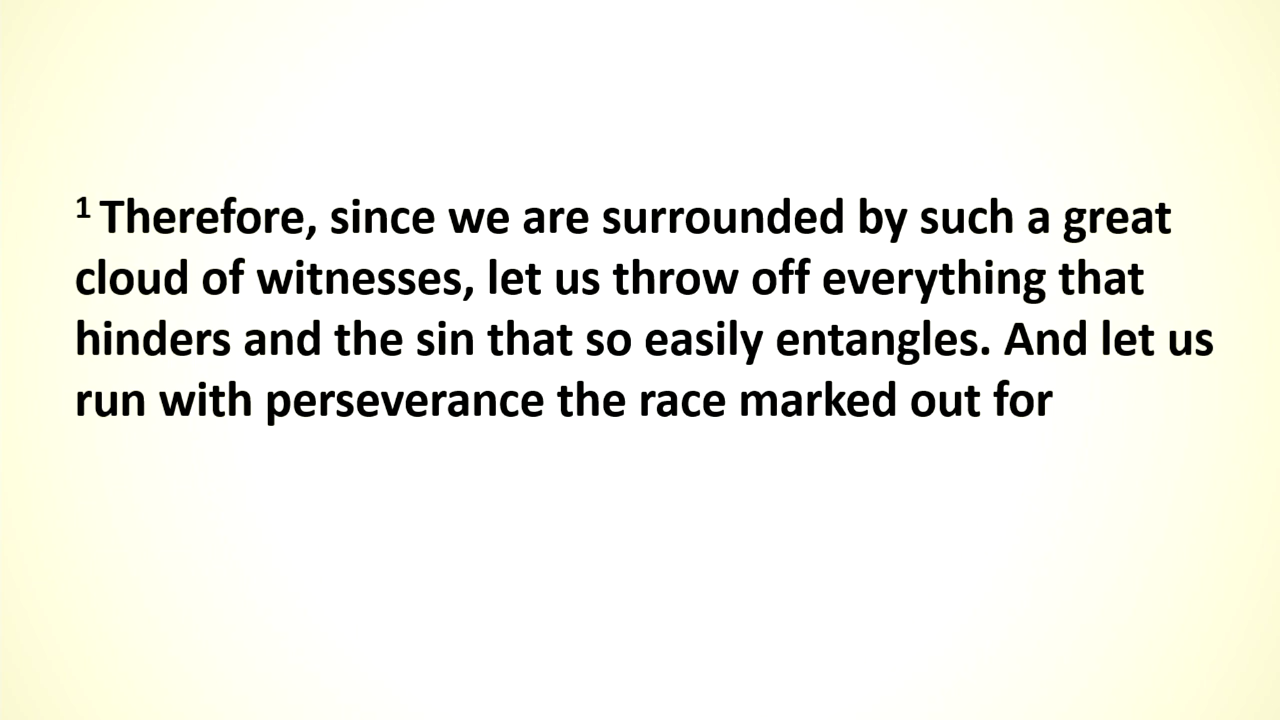 1 Therefore, since we are surrounded by such a great
cloud of witnesses, let us throw off everything that
hinders and the sin that so easily entangles. And let us
run with perseverance the race marked out for